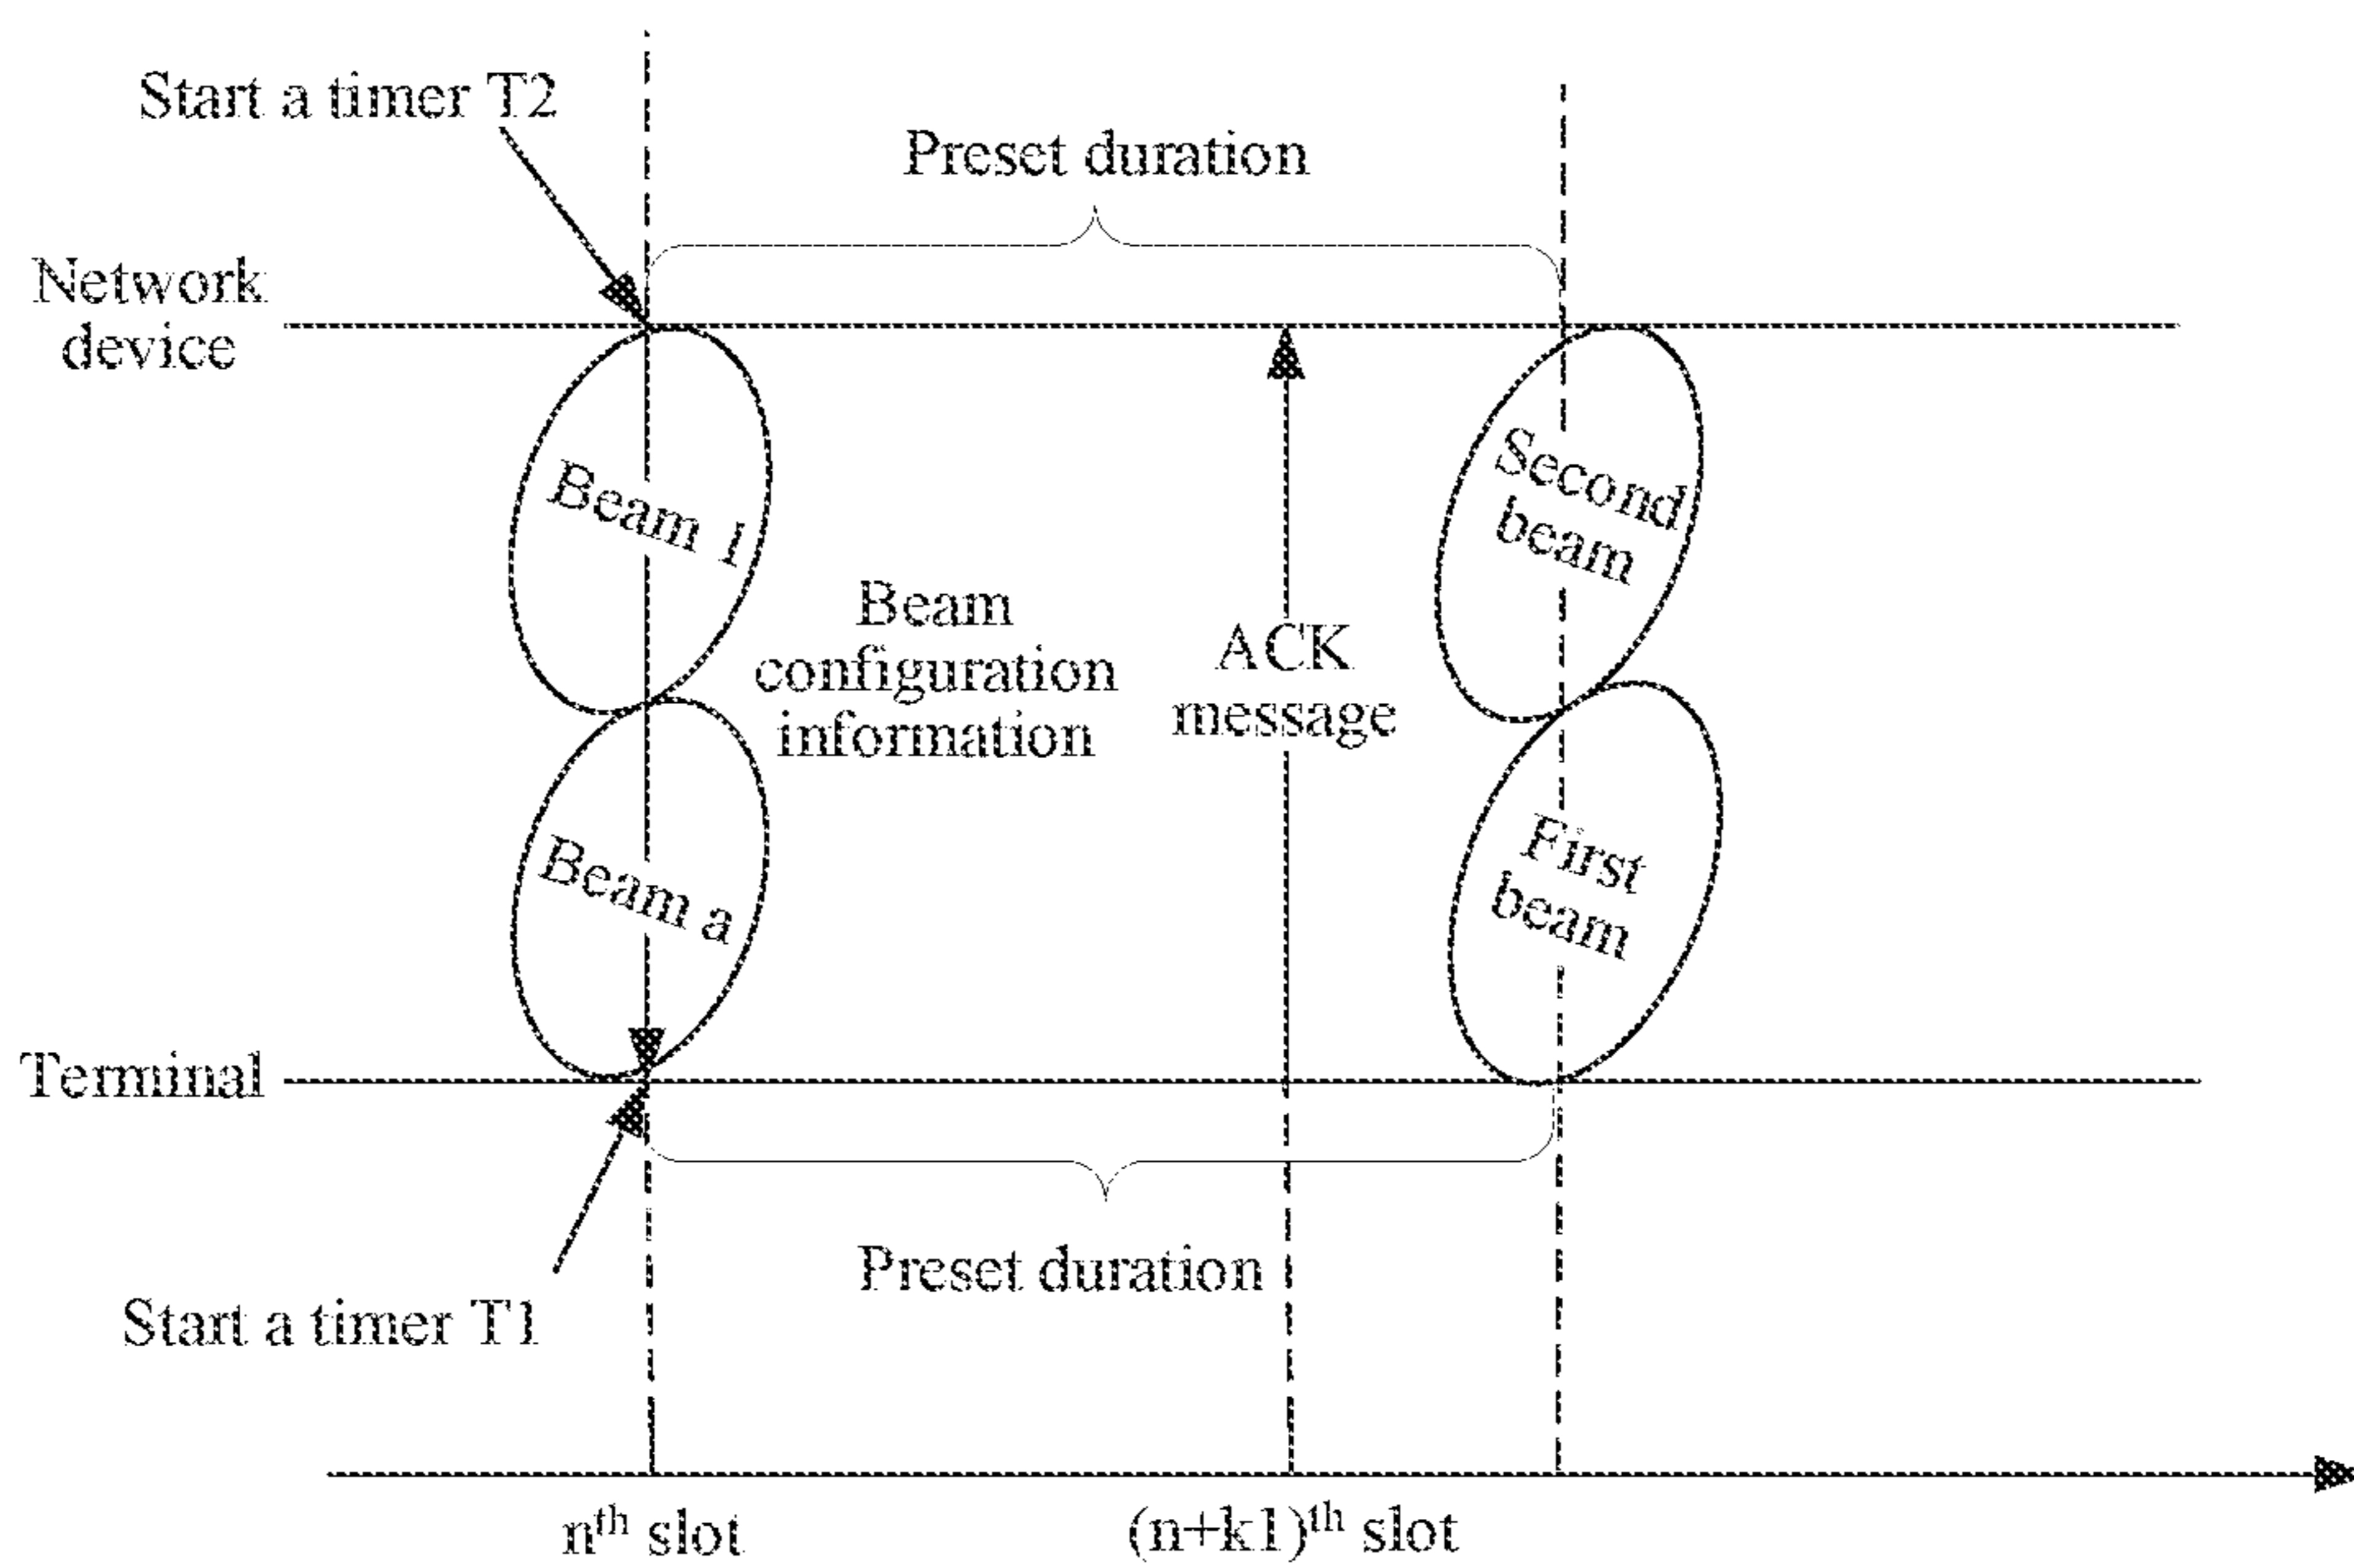 Start a timer T2
Preset duration
Network
device
Beam 1
Second
beam
Beam
configuration
information
ACK
message
Beam a
First
beam
Terminal
Preset duration
Start a timer T1
nth slot
(n+k1)th slot